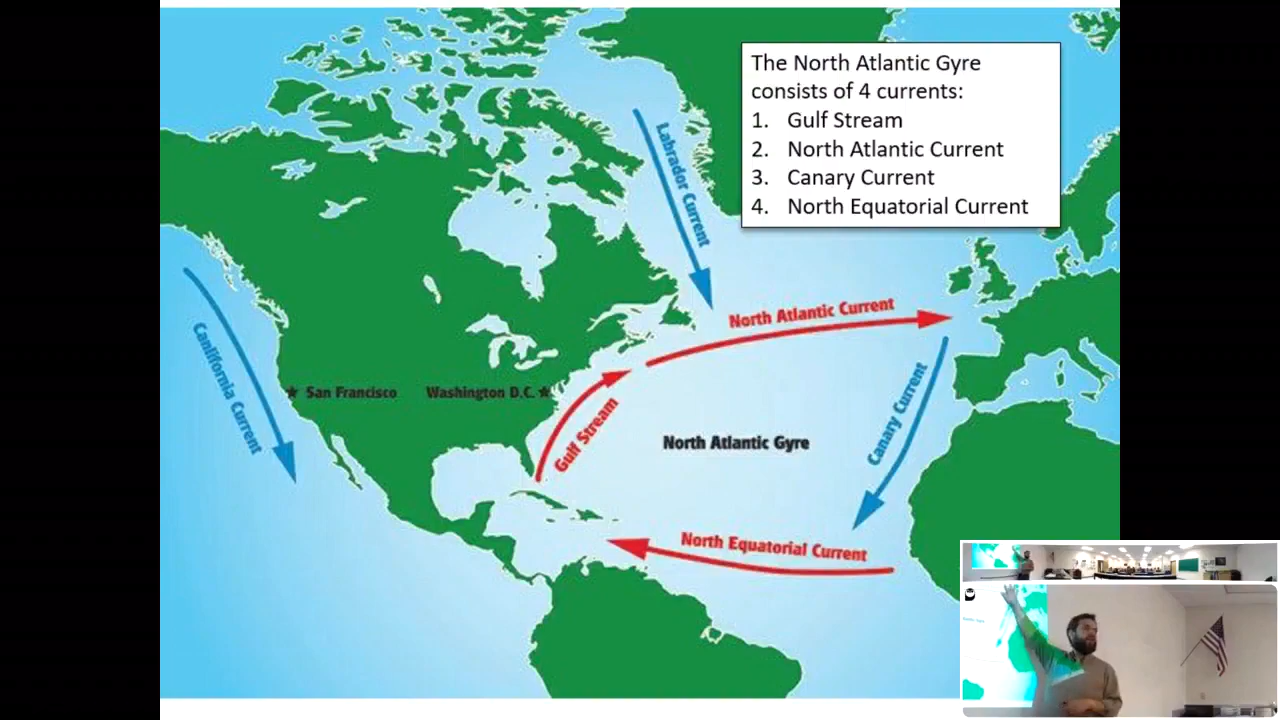 The North Atlantic Gyre
consists of 4 currents:
1. Gulf Stream
2. North Atlantic Current
3. Canary Current
4. North Equatorial Current
Labrador Current
North Atlantic Current
Canlifornia Current
Canary Current
★ San Francisco
Washington D.C. ★
Gulf Stream
North Atlantic Gyre
North Equatorial Current